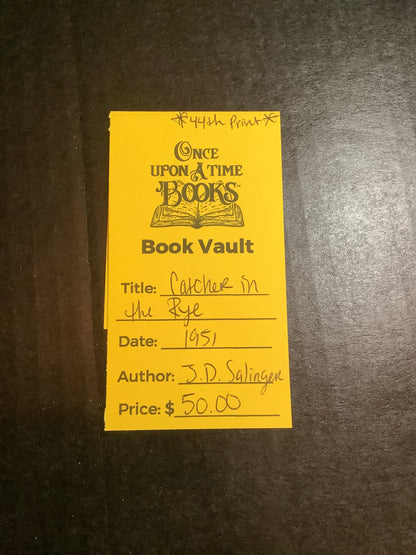 *44th Print*
ONCE
UPON A TIME
BOOKS™
Book Vault
Title: Catcher in
the Rye
Date: 1951
Author: J.D. Salinger
Price: $ 50.00